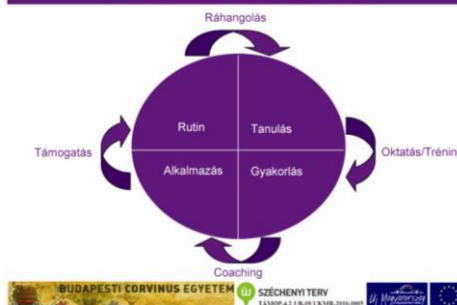 Ráhangolás
Rutin
Tanulás
Támogatás
Oktatás/Trénin
Alkalmazás
Gyakorlás
Coaching
BUDAPESTI CORVINUS EGYETEM
SZÉCHENYI TERV